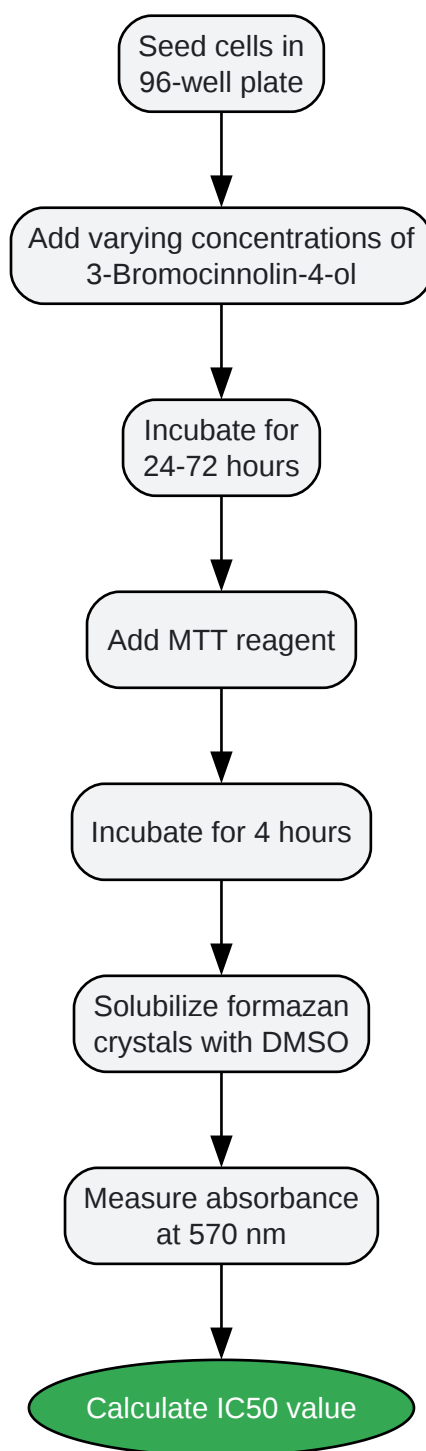 Seed cells in
96-well plate
Add varying concentrations of
3-Bromocinnolin-4-ol
Incubate for
24-72 hours
Add MTT reagent
Incubate for 4 hours
Solubilize formazan
crystals with DMSO
Measure absorbance
at 570 nm
Calculate IC50 value